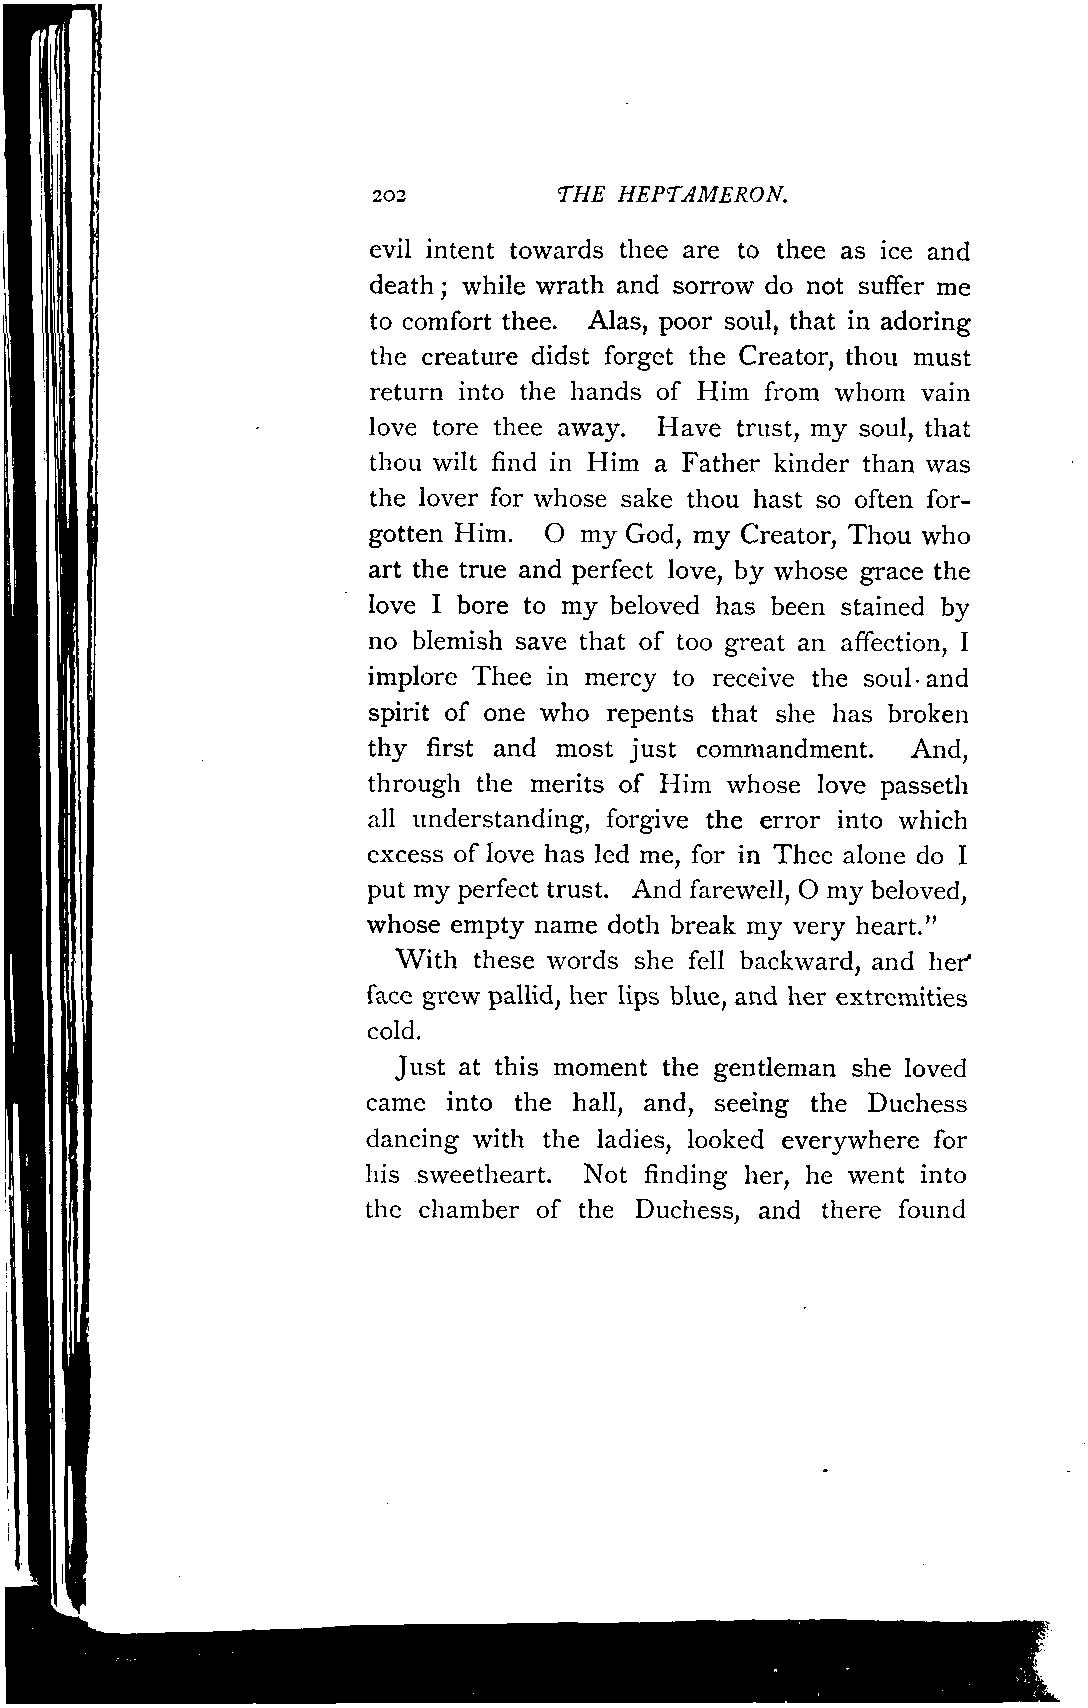 202 THE HEPTAMERON.
evil intent towards thee are to thee as ice and
death ; while wrath and sorrow do not suffer me
to comfort thee. Alas, poor soul, that in adoring
the creature didst forget the Creator, thou must
return into the hands of Him from whom vain
love tore thee away. Have trust, my soul, that
thou wilt find in Him a Father kinder than was
the lover for whose sake thou hast so often for-
gotten Him. O my God, my Creator, Thou who
art the true and perfect love, by whose grace the
love I bore to my beloved has been stained by
no blemish save that of too great an affection, I
implore Thee in mercy to receive the soul and
spirit of one who repents that she has broken
thy first and most just commandment. And,
through the merits of Him whose love passeth
all understanding, forgive the error into which
excess of love has led me, for in Thee alone do I
put my perfect trust. And farewell, O my beloved,
whose empty name doth break my very heart."
With these words she fell backward, and her
face grew pallid, her lips blue, and her extremities
cold.
Just at this moment the gentleman she loved
came into the hall, and, seeing the Duchess
dancing with the ladies, looked everywhere for
his sweetheart. Not finding her, he went into
the chamber of the Duchess, and there found